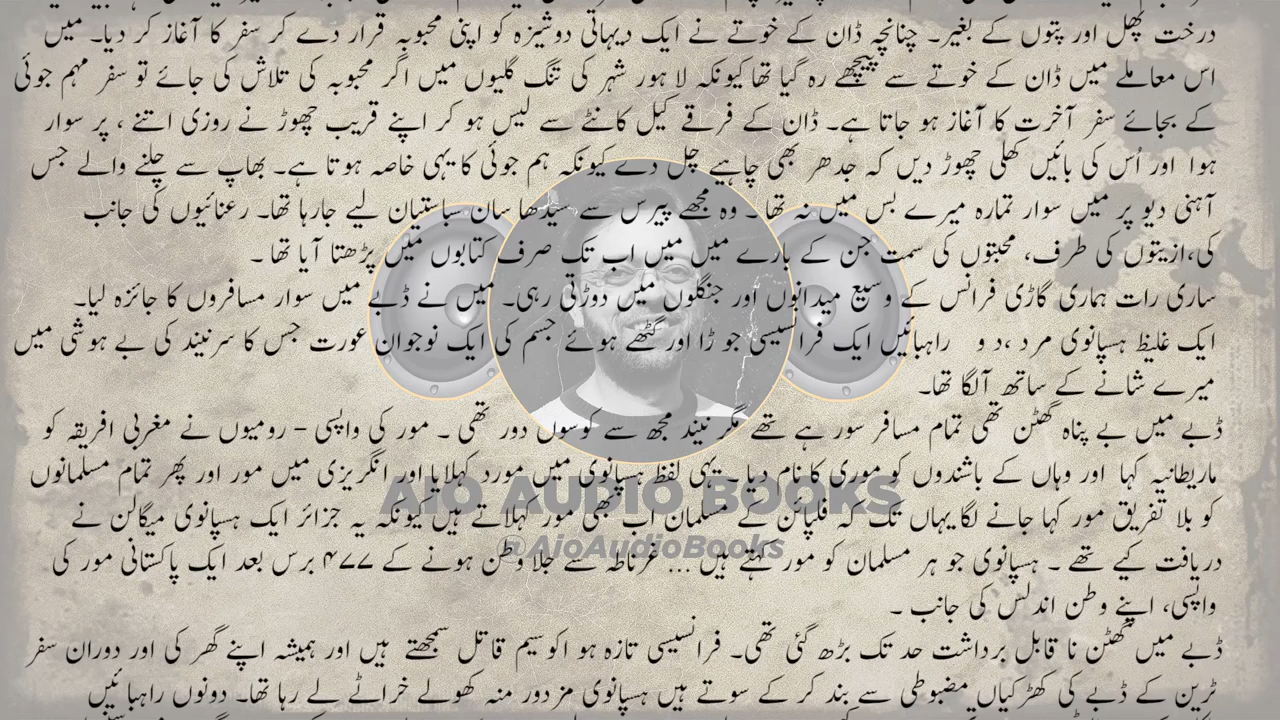 درخت پھل اور پتوں کے بغیر۔ چنانچہ ڈان کے خوتے نے ایک دیہاتی دوشیزہ کو اپنی محبوبہ قرار دے کر سفر کا آغاز کر دیا۔ میں
اس معاملے میں ڈان کے خوتے سے پیچھے رہ گیا تھا کیونکہ لاہور شہر کی تنگ گلیوں میں اگر محبوبہ کی تلاش کی جائے تو سفر مہم جوئی
کے بجائے سفر آخرت کا آغاز ہو جاتا ہے۔ ڈان کے فرقے کیل کانٹے سے لیس ہو کر اپنے قریب چھوڑ نے روزی اتنے ، پر سوار
ہوا اور اُس کی بائیں کھلی چھوڑ دیں کہ جدھر بھی چاہیے چل دے کیونکہ ہم جوئی کا یہی خاصہ ہوتا ہے۔ بھاپ سے چلنے والے جس
آہنی دیو پر میں سوار تمارہ میرے بس میں نہ تھا ۔ وہ مجھے پیرس سے سیدھا سان سباستیان لیے جارہا تھا۔ رعنائیوں کی جانب
کی،ازیتوں کی طرف، محبتوں کی سمت جن کے بارے میں میں اب تک صرف کتابوں میں پڑھتا آیا تھا ۔
ساری رات ہماری گاڑی فرانس کے وسیع میدانوں اور جنگلوں میں دوڑتی رہی۔ میں نے ڈبے میں سوار مسافروں کا جائزہ لیا۔
ایک غلیظ ہسپانوی مرد ،د و راہبائیں ایک فرانسیسی جو ڑا اور گٹھے ہوئے جسم کی ایک نوجوان عورت جس کا سرنیند کی بے ہوشی میں
میرے شانے کے ساتھ آلگا تھا۔
ڈبے میں بے پناہ گھٹن تھی تمام مسافر سور ہے تھے مگر نیند مجھ سے کوسوں دور تھی ۔ مور کی واپسی – رومیوں نے مغربی افریقہ کو
ماریطانیہ کہا اور وہاں کے باشندوں کو موری کا نام دیا ۔ یہی لفظ ہسپانوی میں مورد کہلایا اور انگریزی میں مور اور پھر تمام مسلمانوں
کو بلا تفریق مور کہا جانے لگا یہاں تک کہ فلپائن کے مسلمان اب بھی مور کہلاتے ہیں کیونکہ یہ جزائر ایک ہسپانوی میگالن نے
AIO AUDIO BOOKS
@AioAudioBooks
دریافت کیے تھے ۔ ہسپانوی جو ہر مسلمان کو مور کہتے ہیں ... غرناطہ سے جلا وطن ہونے کے ۴۷۷ برس بعد ایک پاکستانی مور کی
واپسی، اپنے وطن اندلس کی جانب ۔
ڈبے میں گھٹن نا قابل برداشت حد تک بڑھ گئی تھی۔ فرانسیسی تازہ ہو اکو سیم قاتل سمجھتے ہیں اور ہمیشہ اپنے گھر کی اور دوران سفر
ٹرین کے ڈبے کی کھڑکیاں مضبوطی سے بند کر کے سوتے ہیں ہسپانوی مزدور منہ کھولے خراٹے لے رہا تھا۔ دونوں راہبائیں